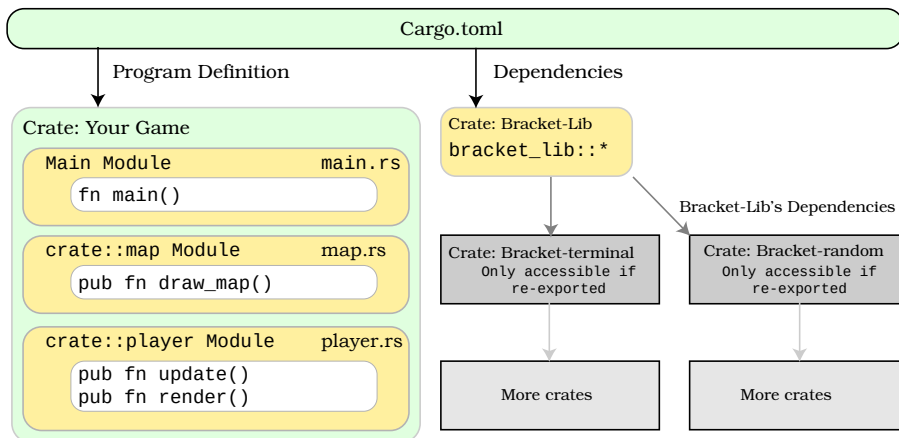 Cargo.toml
Program Definition
Dependencies
Crate: Your Game
Main Module main.rs
fn main()
crate::map Module map.rs
pub fn draw_map()
crate::player Module player.rs
pub fn update()
pub fn render()
Crate: Bracket-Lib
bracket_lib::*
Bracket-Lib's Dependencies
Crate: Bracket-terminal
Only accessible if
re-exported
Crate: Bracket-random
Only accessible if
re-exported
More crates
More crates